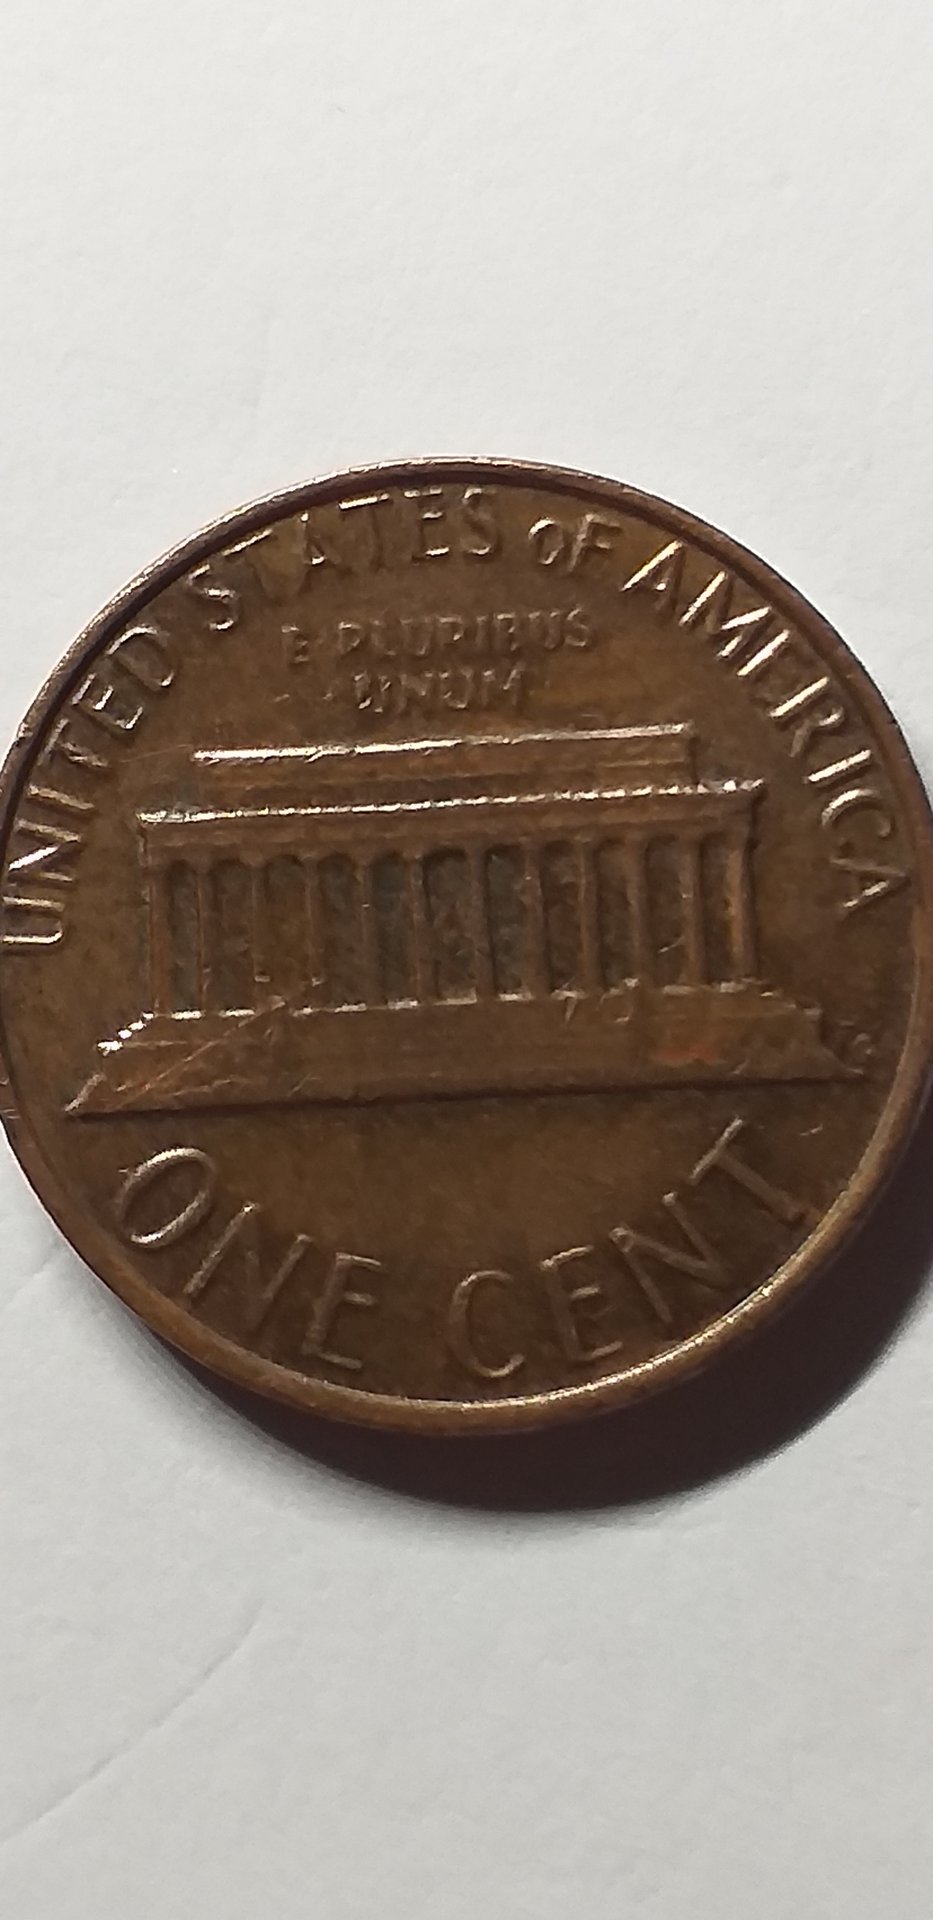 UNITED STATES OF AMERICA
E PLURIBUS
UNUM
ONE CENT